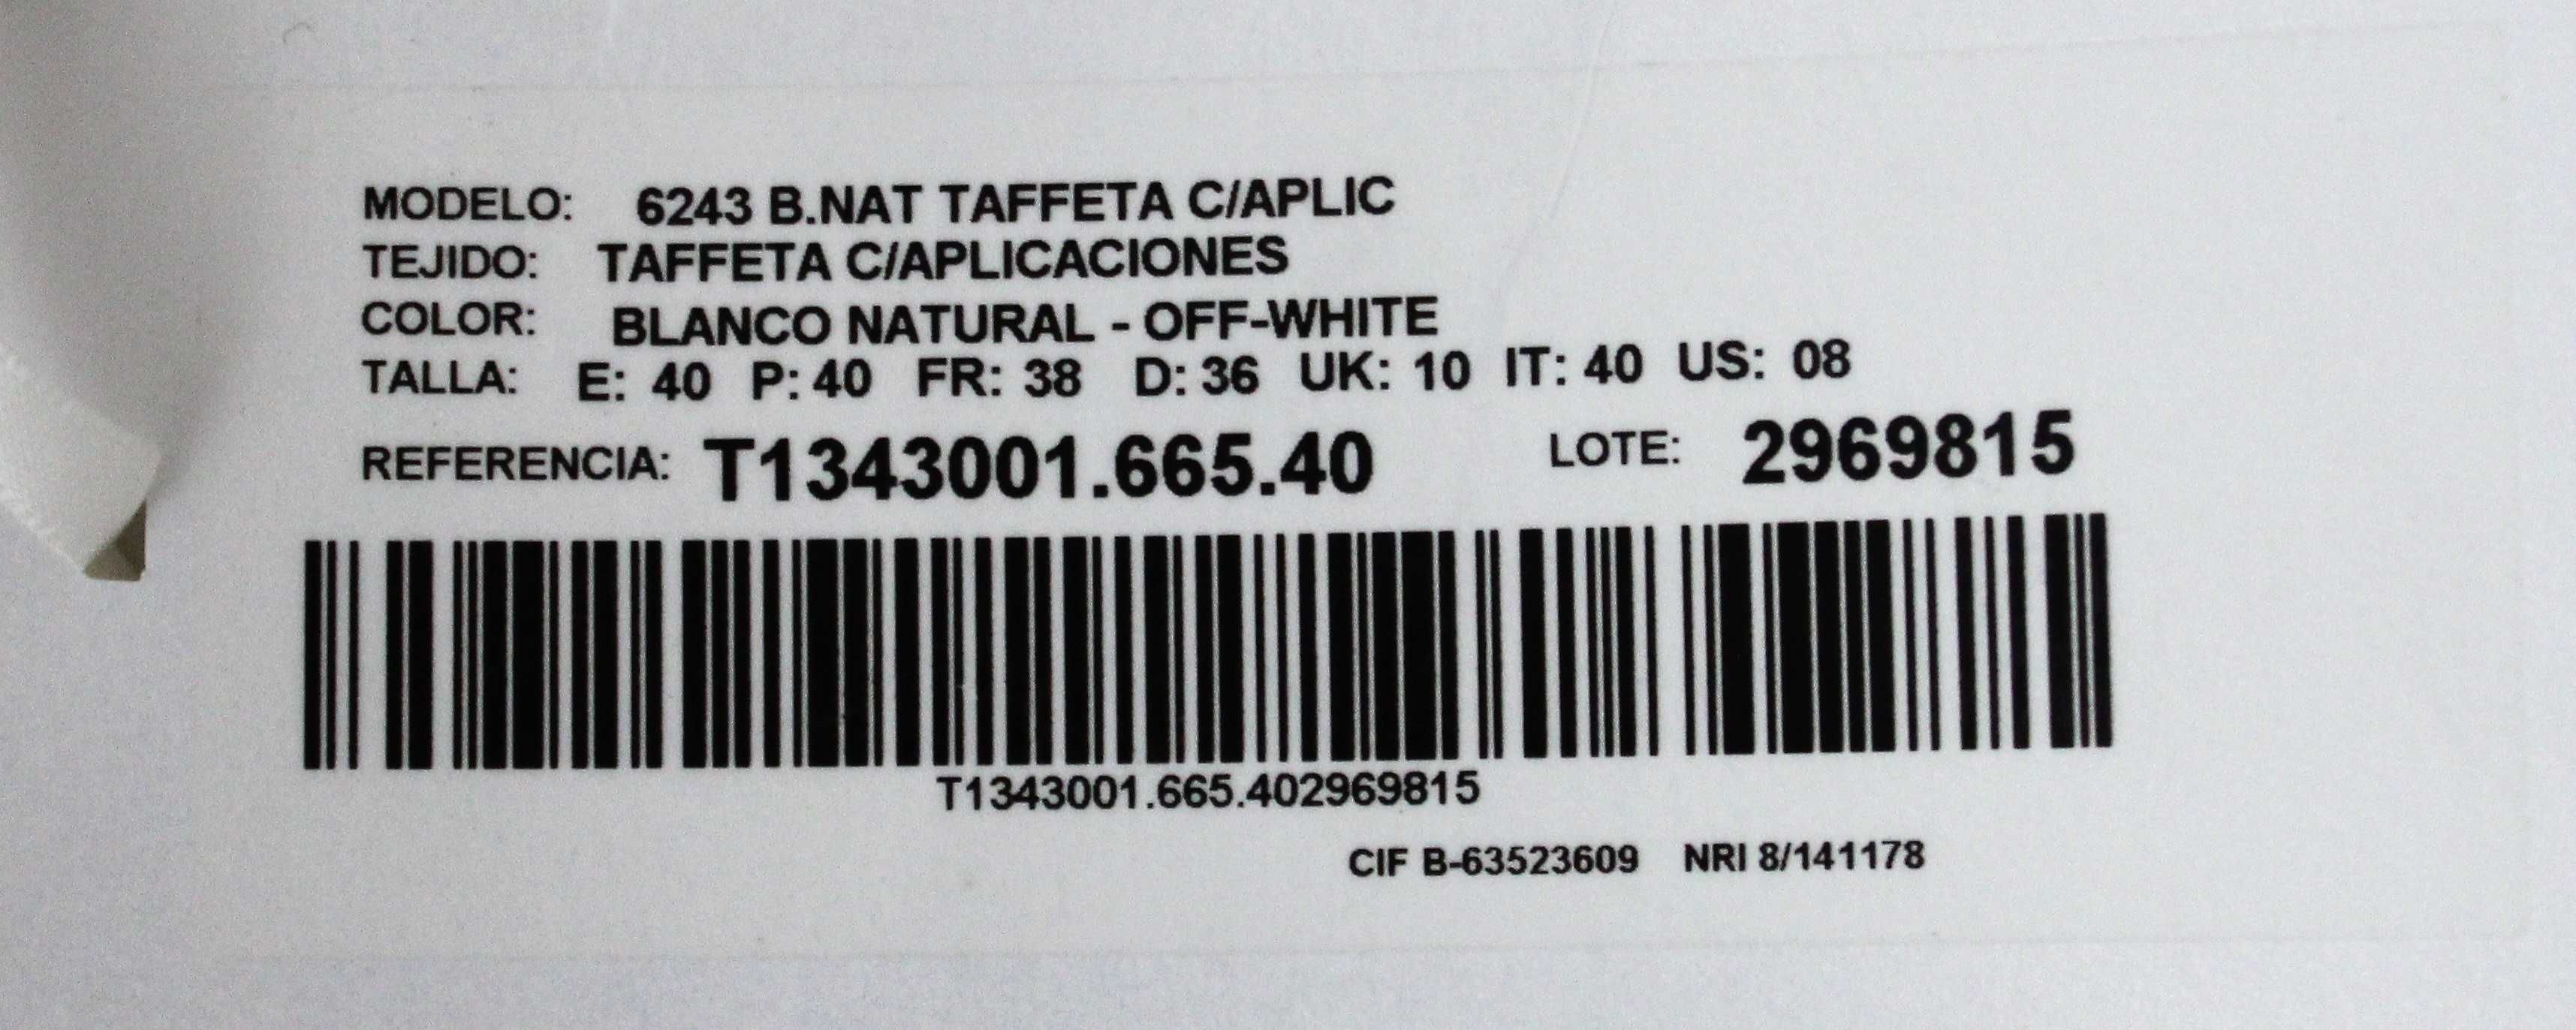 MODELO: 6243 B.NAT TAFFETA C/APLIC
TEJIDO: TAFFETA C/APLICACIONES
COLOR: BLANCO NATURAL - OFF-WHITE
TALLA: E: 40 P: 40 FR: 38 D: 36 UK: 10 IT: 40 US: 08
REFERENCIA: T1343001.665.40 LOTE: 2969815
T1343001.665.402969815
CIF B-63523609 NRI 8/141178